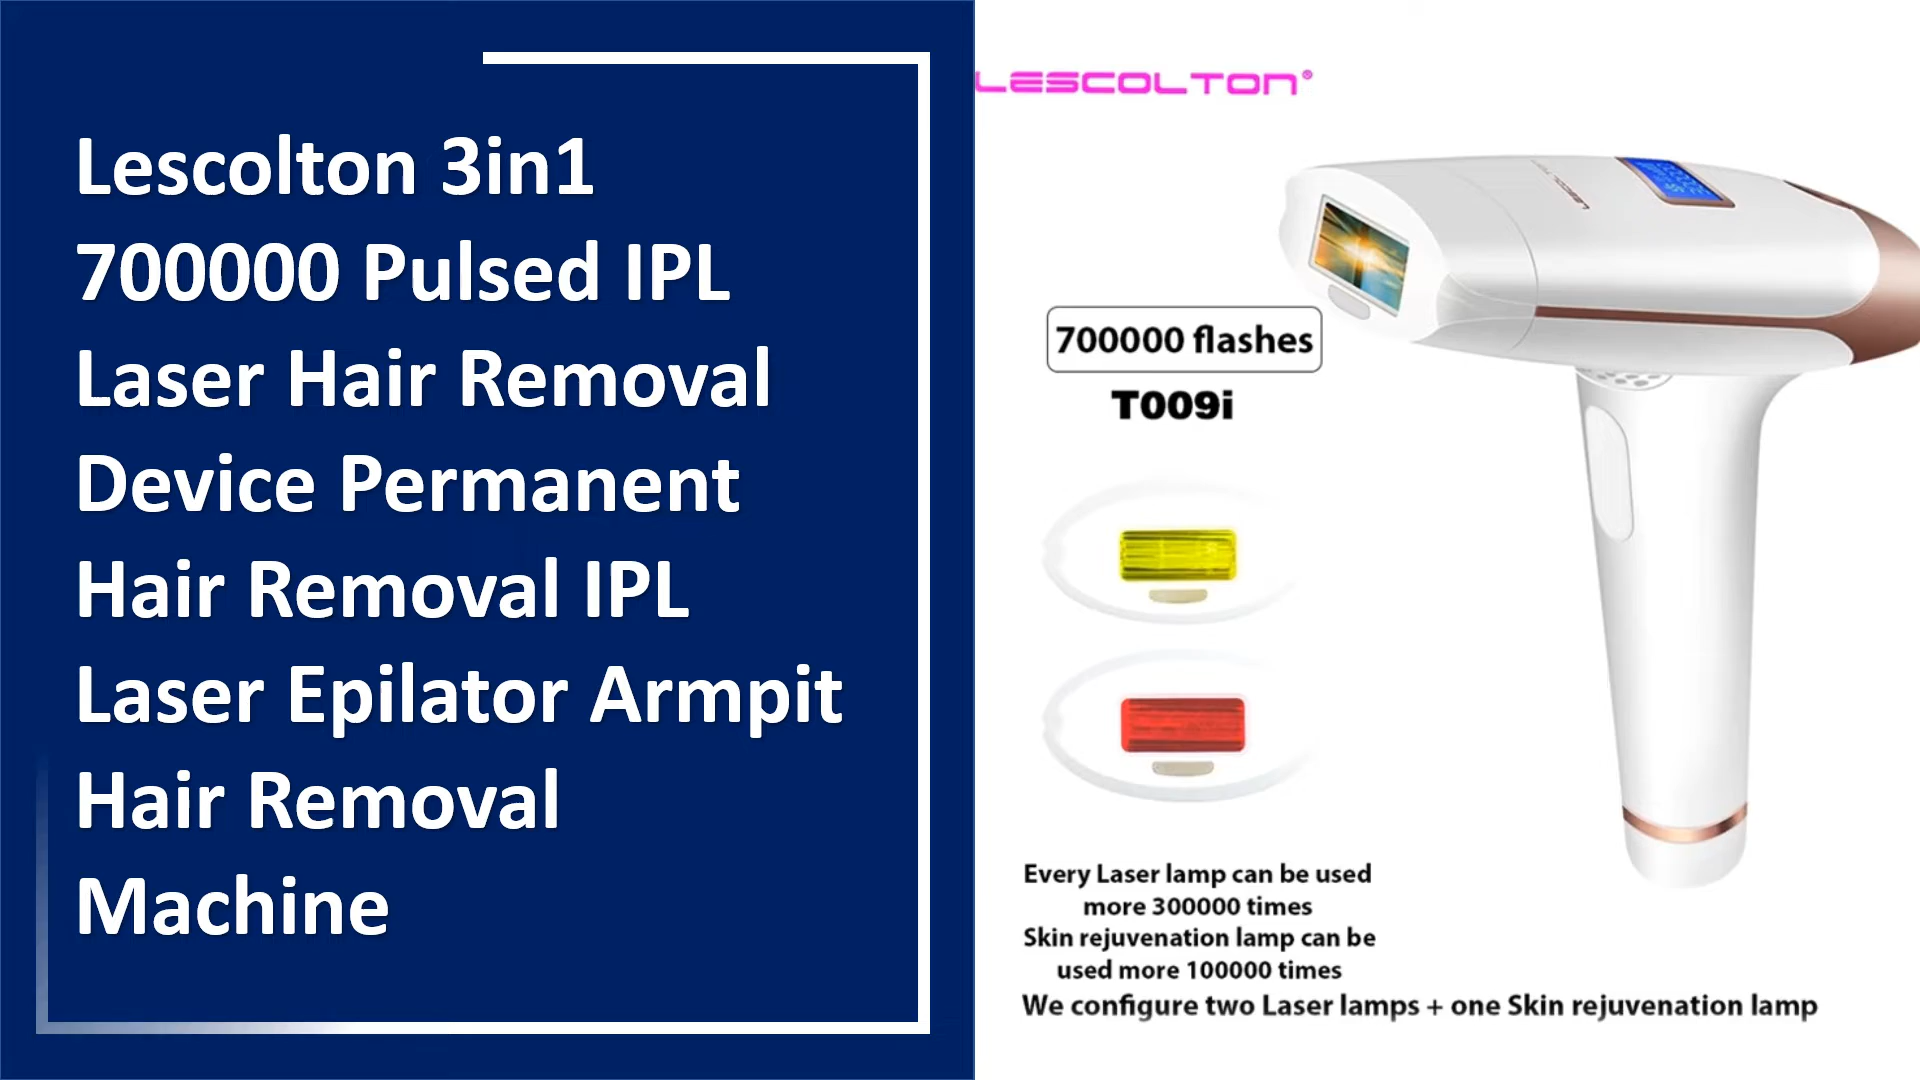 Lescolton 3in1
700000 Pulsed IPL
Laser Hair Removal
Device Permanent
Hair Removal IPL
Laser Epilator Armpit
Hair Removal
Machine
LESCOLTON®
LESCOLTON
700000 flashes
T009i
Every Laser lamp can be used
more 300000 times
Skin rejuvenation lamp can be
used more 100000 times
We configure two Laser lamps + one Skin rejuvenation lamp